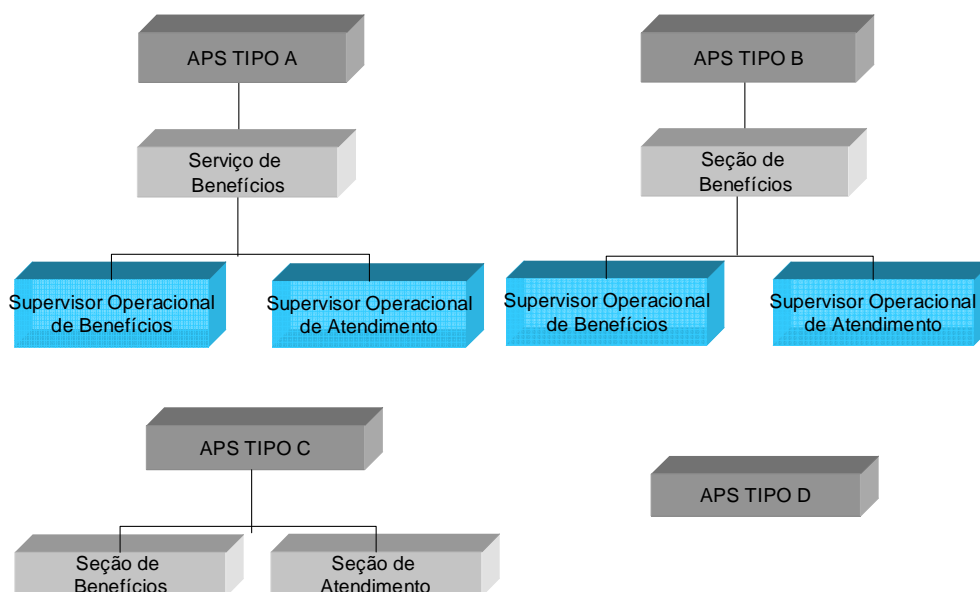 APS TIPO A
APS TIPO B
Serviço de
Benefícios
Seção de
Benefícios
Supervisor Operacional
de Benefícios
Supervisor Operacional
de Atendimento
Supervisor Operacional
de Benefícios
Supervisor Operacional
de Atendimento
APS TIPO C
APS TIPO D
Seção de
Benefícios
Seção de
Atendimento